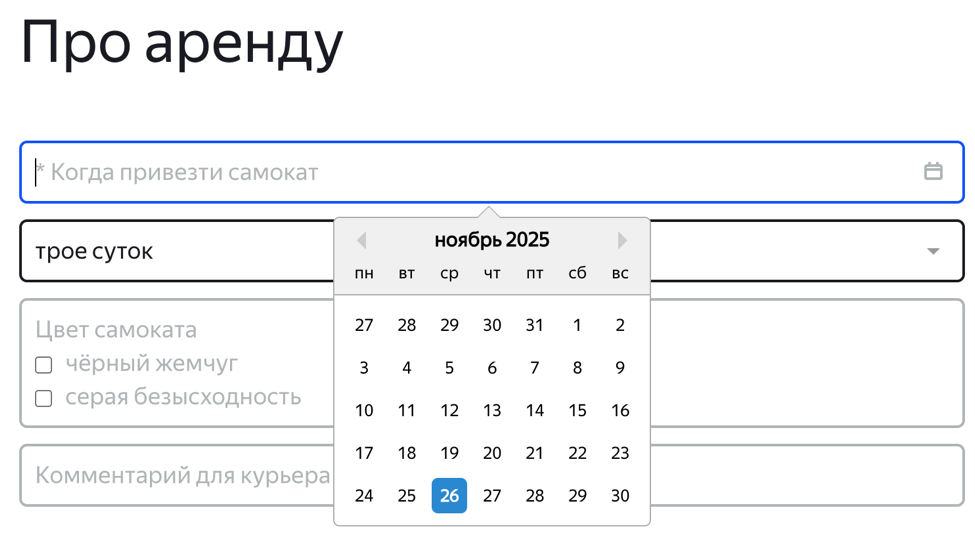 Про аренду
* Когда привезти самокат
трое суток
ноябрь 2025
пн вт ср чт пт сб вс
27 28 29 30 31 1 2
3 4 5 6 7 8 9
10 11 12 13 14 15 16
17 18 19 20 21 22 23
24 25 26 27 28 29 30
Цвет самоката
чёрный жемчуг
серая безысходность
Комментарий для курьера